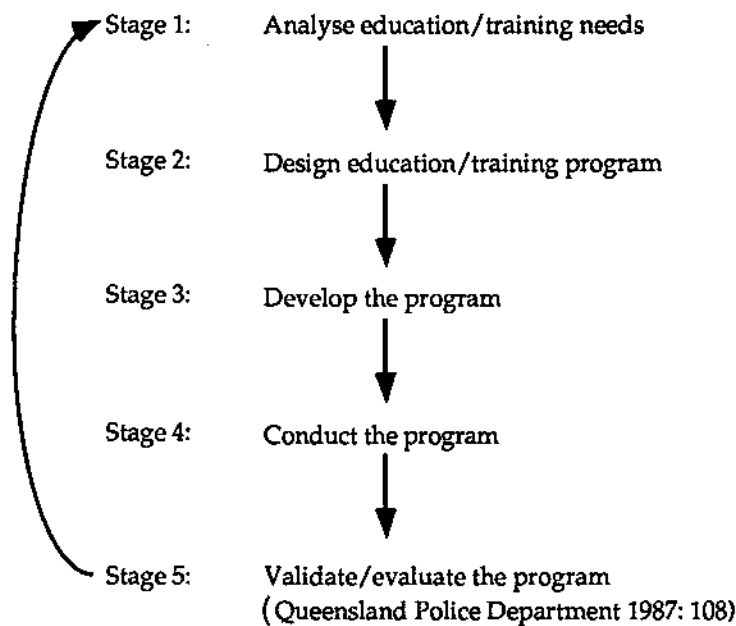 Stage 1: Analyse education/training needs
Stage 2: Design education/training program
Stage 3: Develop the program
Stage 4: Conduct the program
Stage 5: Validate/evaluate the program
(Queensland Police Department 1987: 108)